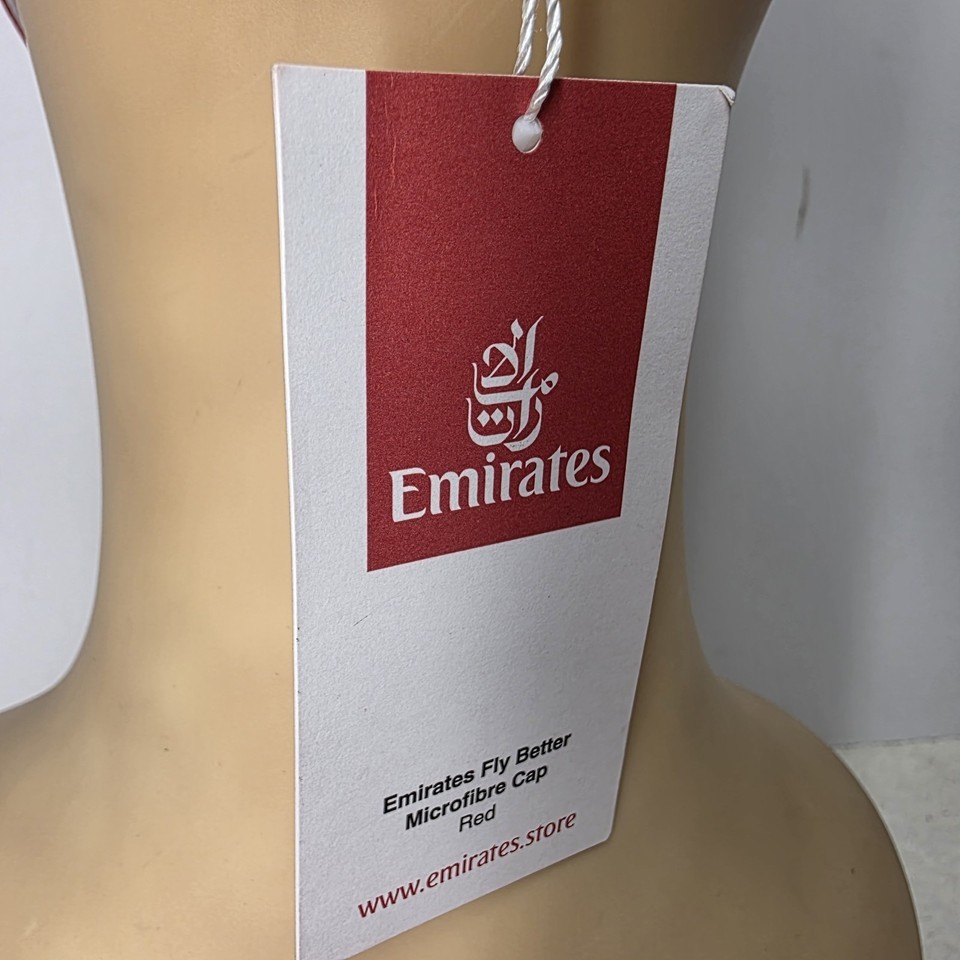 الإمارات
Emirates
Emirates Fly Better
Microfibre Cap
Red
www.emirates.store